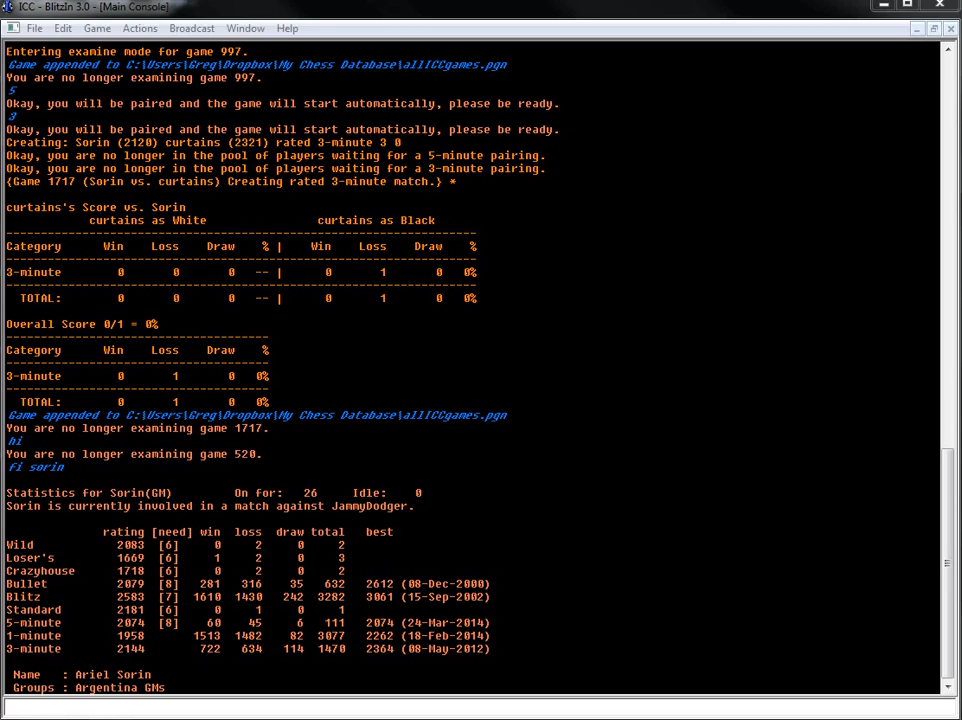 ICC - BlitzIn 3.0 - [Main Console]
File Edit Game Actions Broadcast Window Help
Entering examine mode for game 997.
Game appended to C:\Users\Greg\Dropbox\My Chess Database\allICCgames.pgn
You are no longer examining game 997.
5
Okay, you will be paired and the game will start automatically, please be ready.
3
Okay, you will be paired and the game will start automatically, please be ready.
Creating: Sorin (2120) curtains (2321) rated 3-minute 3 0
Okay, you are no longer in the pool of players waiting for a 5-minute pairing.
Okay, you are no longer in the pool of players waiting for a 3-minute pairing.
{Game 1717 (Sorin vs. curtains) Creating rated 3-minute match.} *
curtains's Score vs. Sorin
curtains as White curtains as Black
-----------------------------------------------------------------------
Category Win Loss Draw % | Win Loss Draw %
-----------------------------------------------------------------------
3-minute 0 0 0 -- | 0 1 0 0%
-----------------------------------------------------------------------
TOTAL: 0 0 0 -- | 0 1 0 0%
Overall Score 0/1 = 0%
----------------------------------------
Category Win Loss Draw %
----------------------------------------
3-minute 0 1 0 0%
----------------------------------------
TOTAL: 0 1 0 0%
Game appended to C:\Users\Greg\Dropbox\My Chess Database\allICCgames.pgn
You are no longer examining game 1717.
hi
You are no longer examining game 520.
Fi sorin
Statistics for Sorin(GM) On for: 26 Idle: 0
Sorin is currently involved in a match against JammyDodger.
rating [need] win loss draw total best
Wild 2083 [6] 0 2 0 2
Loser's 1669 [6] 1 2 0 3
Crazyhouse 1718 [6] 0 2 0 2
Bullet 2079 [8] 281 316 35 632 2612 (08-Dec-2000)
Blitz 2583 [7] 1610 1430 242 3282 3061 (15-Sep-2002)
Standard 2181 [6] 0 1 0 1
5-minute 2074 [8] 60 45 6 111 2074 (24-Mar-2014)
1-minute 1958 1513 1482 82 3077 2262 (18-Feb-2014)
3-minute 2144 722 634 114 1470 2364 (08-May-2012)
Name : Ariel Sorin
Groups : Argentina GMs